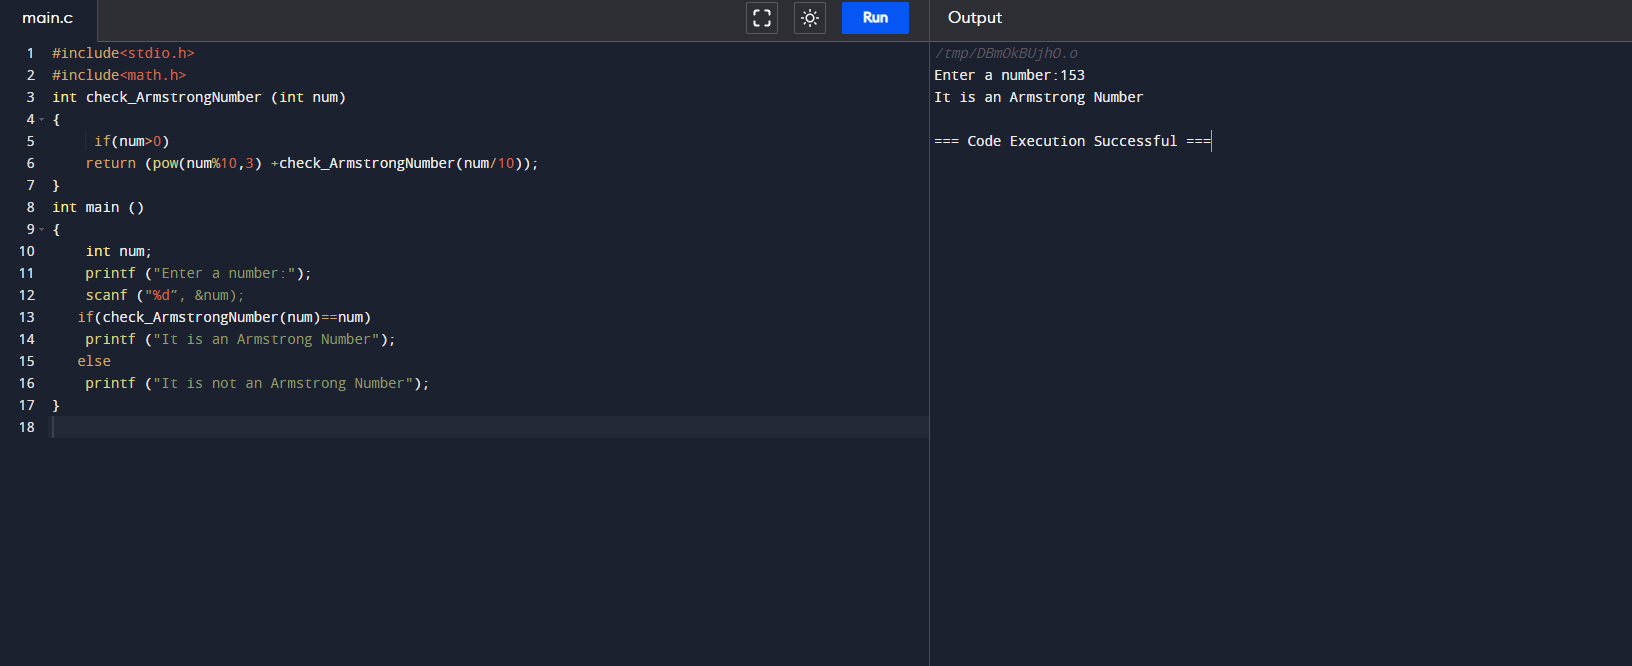 main.c
Run
Output
1 #include<stdio.h>
2 #include<math.h>
3 int check_ArmstrongNumber (int num)
4 {
5      if(num>0)
6     return (pow(num%10,3) +check_ArmstrongNumber(num/10));
7 }
8 int main ()
9 {
10     int num;
11     printf ("Enter a number:");
12     scanf ("%d“, &num);
13    if(check_ArmstrongNumber(num)==num)
14     printf ("It is an Armstrong Number");
15    else
16     printf ("It is not an Armstrong Number");
17 }
18
/tmp/DBmOkBUjhO.o
Enter a number:153
It is an Armstrong Number
=== Code Execution Successful ===